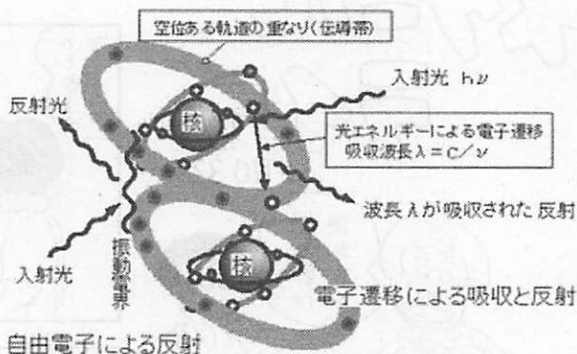 空位ある軌道の重なり(伝導帯)
入射光 hν
反射光
核
光エネルギーによる電子遷移
吸収波長λ=C/ν
波長λが吸収された反射
振動電界
核
入射光
電子遷移による吸収と反射
自由電子による反射